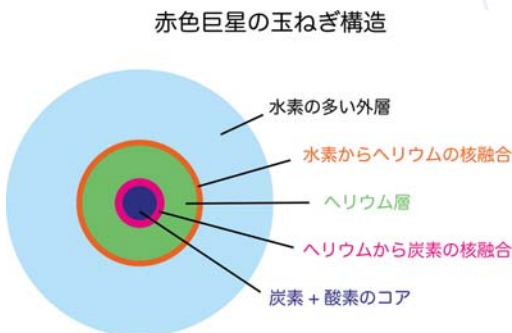 赤色巨星の玉ねぎ構造
水素の多い外層
水素からヘリウムの核融合
ヘリウム層
ヘリウムから炭素の核融合
炭素 + 酸素のコア